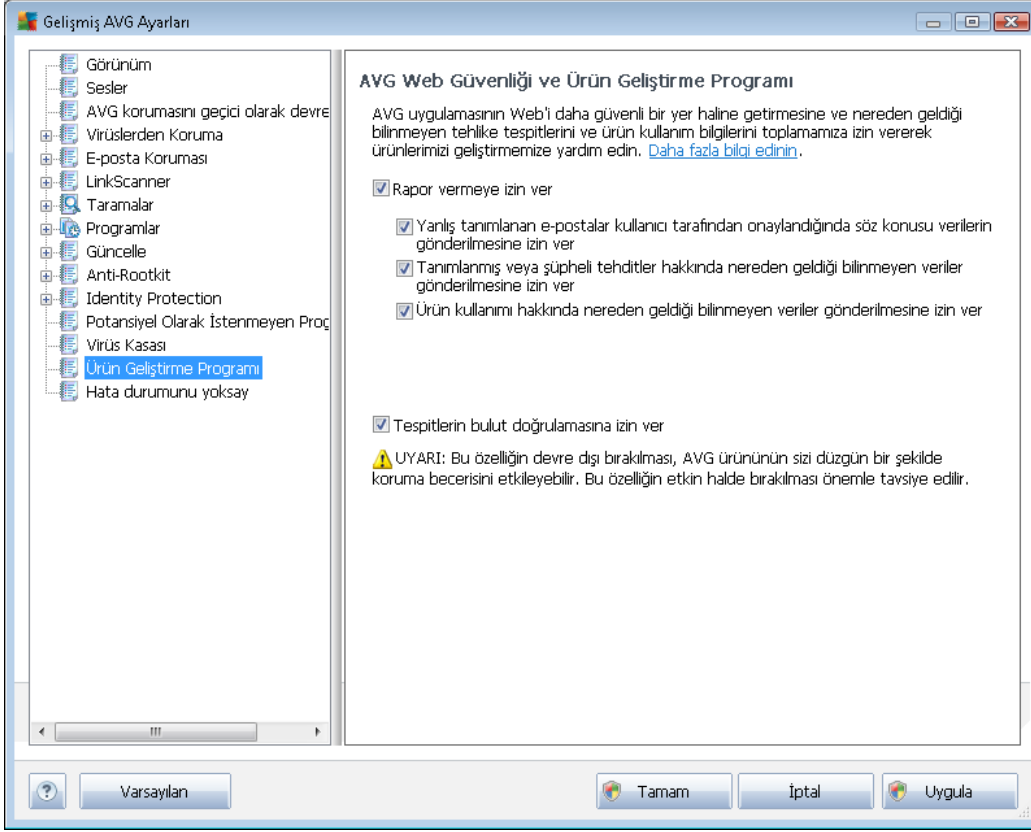 Gelişmiş AVG Ayarları
Görünüm
Sesler
AVG korumasını geçici olarak devre
Virüslerden Koruma
E-posta Koruması
LinkScanner
Taramalar
Programlar
Güncelle
Anti-Rootkit
Identity Protection
Potansiyel Olarak İstenmeyen Prog
Virüs Kasası
Ürün Geliştirme Programı
Hata durumunu yoksay
AVG Web Güvenliği ve Ürün Geliştirme Programı
AVG uygulamasının Web'i daha güvenli bir yer haline getirmesine ve nereden geldiği
bilinmeyen tehlike tespitlerini ve ürün kullanım bilgilerini toplamamıza izin vererek
ürünlerimizi geliştirmemize yardım edin. Daha fazla bilgi edinin.
Rapor vermeye izin ver
Yanlış tanımlanan e-postalar kullanıcı tarafından onaylandığında söz konusu verilerin
gönderilmesine izin ver
Tanımlanmış veya şüpheli tehditler hakkında nereden geldiği bilinmeyen veriler
gönderilmesine izin ver
Ürün kullanımı hakkında nereden geldiği bilinmeyen veriler gönderilmesine izin ver
Tespitlerin bulut doğrulamasına izin ver
UYARI: Bu özelliğin devre dışı bırakılması, AVG ürününün sizi düzgün bir şekilde
koruma becerisini etkileyebilir. Bu özelliğin etkin halde bırakılması önemle tavsiye edilir.
? Varsayılan Tamam İptal Uygula